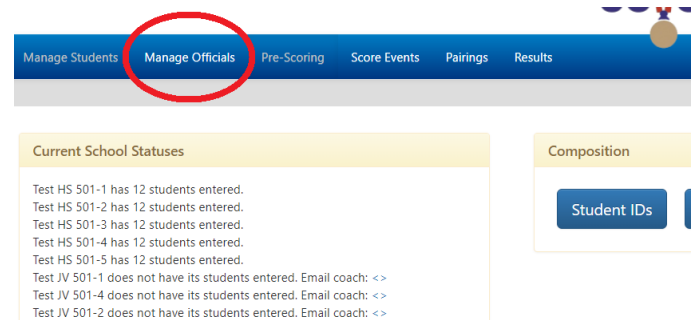 Manage Students Manage Officials Pre-Scoring Score Events Pairings Results
Current School Statuses
Test HS 501-1 has 12 students entered.
Test HS 501-2 has 12 students entered.
Test HS 501-3 has 12 students entered.
Test HS 501-4 has 12 students entered.
Test HS 501-5 has 12 students entered.
Test JV 501-1 does not have its students entered. Email coach: <>
Test JV 501-4 does not have its students entered. Email coach: <>
Test JV 501-2 does not have its students entered. Email coach: <>
Composition
Student IDs